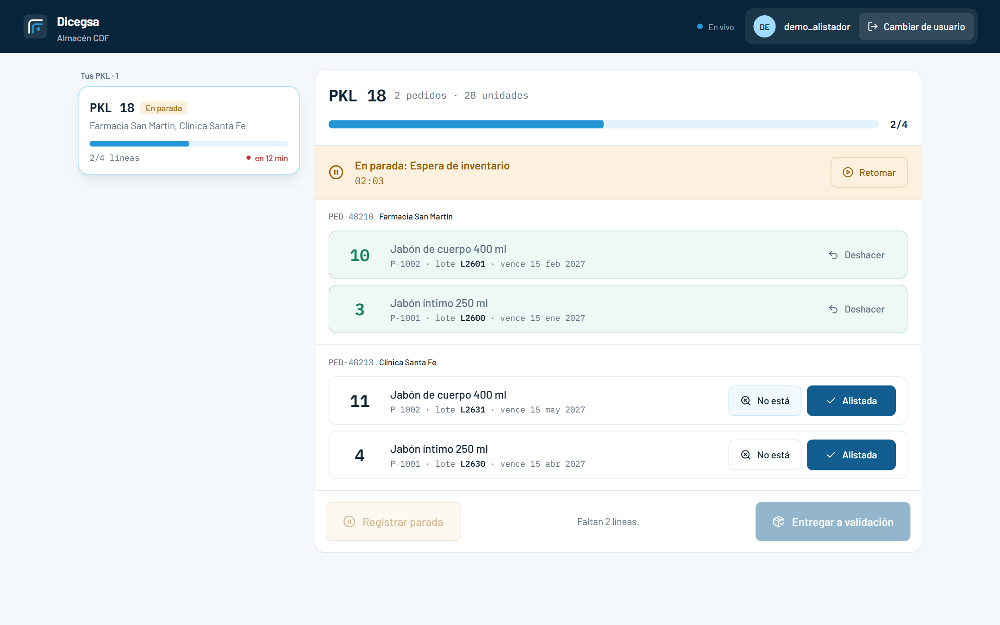 Dicegsa
Almacén CDF
En vivo
DE
demo_alistador
Cambiar de usuario
Tus PKL · 1
PKL 18
En parada
Farmacia San Martín, Clínica Santa Fe
2/4 líneas
en 12 min
PKL 18
2 pedidos · 28 unidades
2/4
En parada: Espera de inventario
02:03
Retomar
PED-48210 Farmacia San Martín
10
Jabón de cuerpo 400 ml
P-1002 · lote L2601 · vence 15 feb 2027
Deshacer
3
Jabón íntimo 250 ml
P-1001 · lote L2600 · vence 15 ene 2027
Deshacer
PED-48213 Clínica Santa Fe
11
Jabón de cuerpo 400 ml
P-1002 · lote L2631 · vence 15 may 2027
No está
Alistada
4
Jabón íntimo 250 ml
P-1001 · lote L2630 · vence 15 abr 2027
No está
Alistada
Registrar parada
Faltan 2 líneas.
Entregar a validación